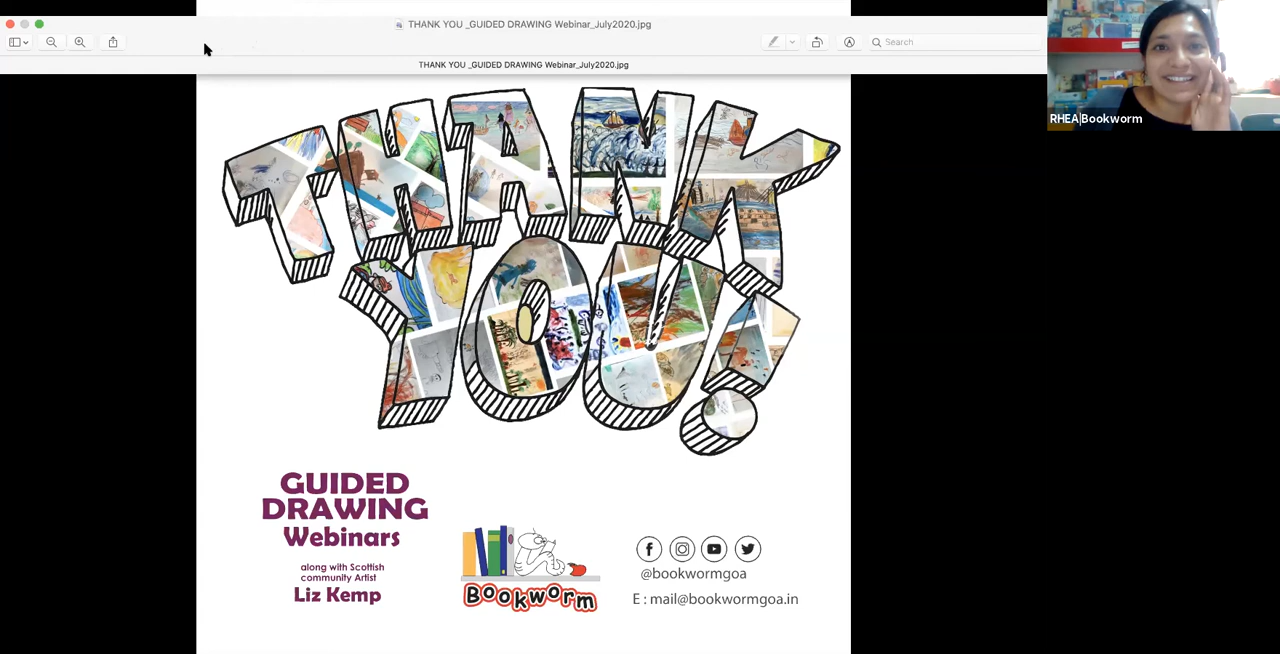 THANK YOU _GUIDED DRAWING Webinar_July2020.jpg
Search
THANK YOU _GUIDED DRAWING Webinar_July2020.jpg
RHEA|Bookworm
THANK
YOU!
GUIDED
DRAWING
Webinars
along with Scottish
community Artist
Liz Kemp
Bookworm
@bookwormgoa
E : mail@bookwormgoa.in